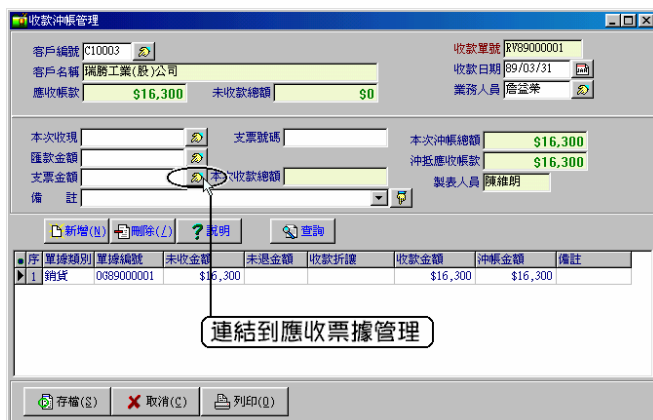 收款沖帳管理
客戶編號 C10003 收款單號 RV89000001
客戶名稱 瑞勝工業(股)公司 收款日期 89/03/31
應收帳款 $16,300 未收款總額 $0 業務人員 詹益榮
本次收現 支票號碼 本次沖帳總額 $16,300
匯款金額 沖抵應收帳款 $16,300
支票金額 本次收款總額 製表人員 陳維朗
備 註
新增(N) 刪除(L) ?說明 查詢
序 單據類別 單據編號 未收金額 未退金額 收款折讓 收款金額 沖帳金額 備註
1 銷貨 OG89000001 $16,300 $16,300 $16,300
連結到應收票據管理
存檔(S) 取消(C) 列印(Q)